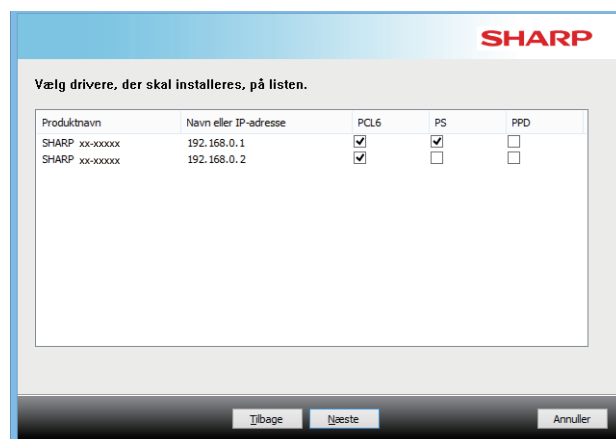 SHARP
Vælg drivere, der skal installeres, på listen.
Produktnavn Navn eller IP-adresse PCL6 PS PPD
SHARP xx-xxxxx 192.168.0.1
SHARP xx-xxxxx 192.168.0.2
Tilbage Næste Annuller